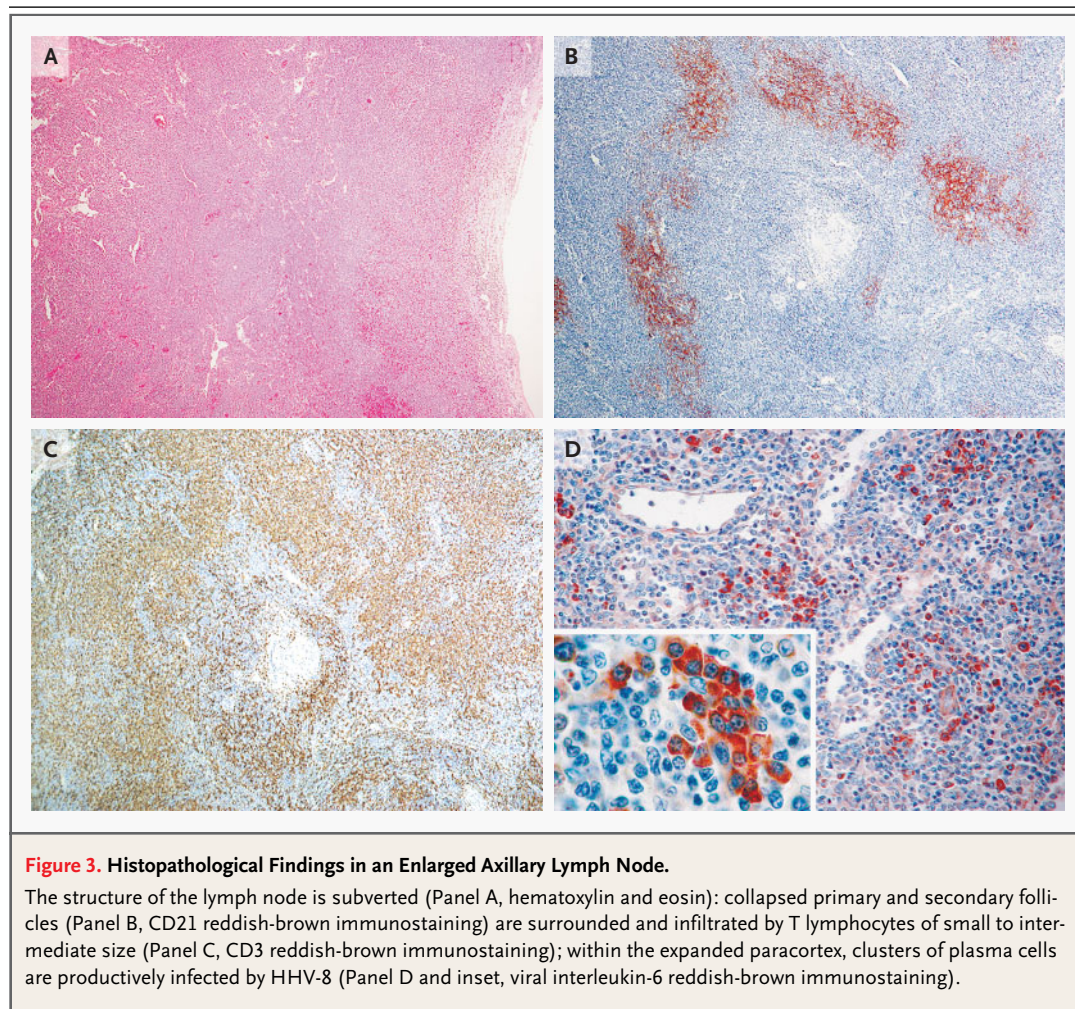 A
B
C
D
Figure 3. Histopathological Findings in an Enlarged Axillary Lymph Node.
The structure of the lymph node is subverted (Panel A, hematoxylin and eosin): collapsed primary and secondary folli-
cles (Panel B, CD21 reddish-brown immunostaining) are surrounded and infiltrated by T lymphocytes of small to inter-
mediate size (Panel C, CD3 reddish-brown immunostaining); within the expanded paracortex, clusters of plasma cells
are productively infected by HHV-8 (Panel D and inset, viral interleukin-6 reddish-brown immunostaining).